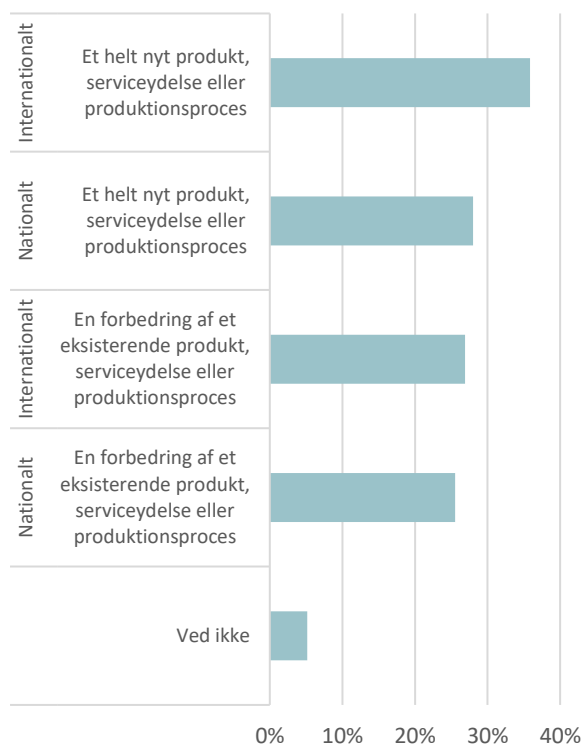 Internationalt
Et helt nyt produkt,
serviceydelse eller
produktionsproces
Nationalt
Et helt nyt produkt,
serviceydelse eller
produktionsproces
Internationalt
En forbedring af et
eksisterende produkt,
serviceydelse eller
produktionsproces
Nationalt
En forbedring af et
eksisterende produkt,
serviceydelse eller
produktionsproces
Ved ikke
0% 10% 20% 30% 40%